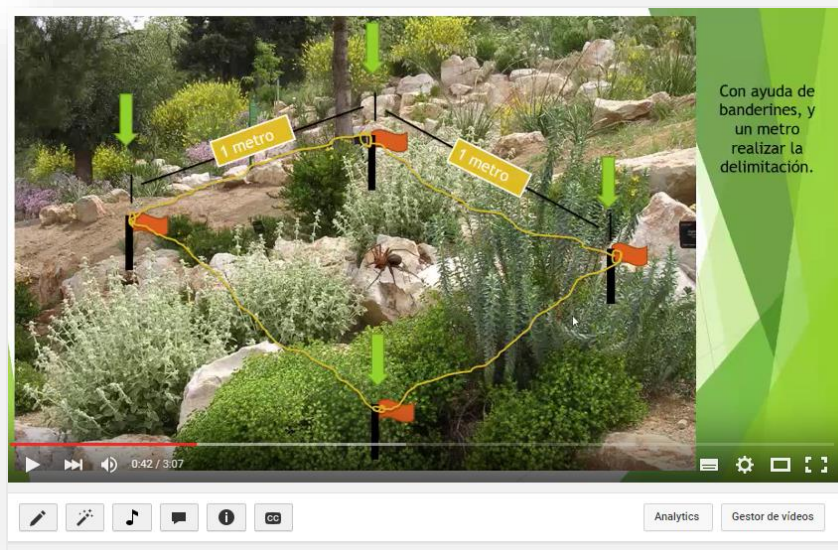 Con ayuda de
banderines, y
un metro
realizar la
delimitación.
1 metro
1 metro
0:42 / 3:07
CC
Analytics
Gestor de vídeos